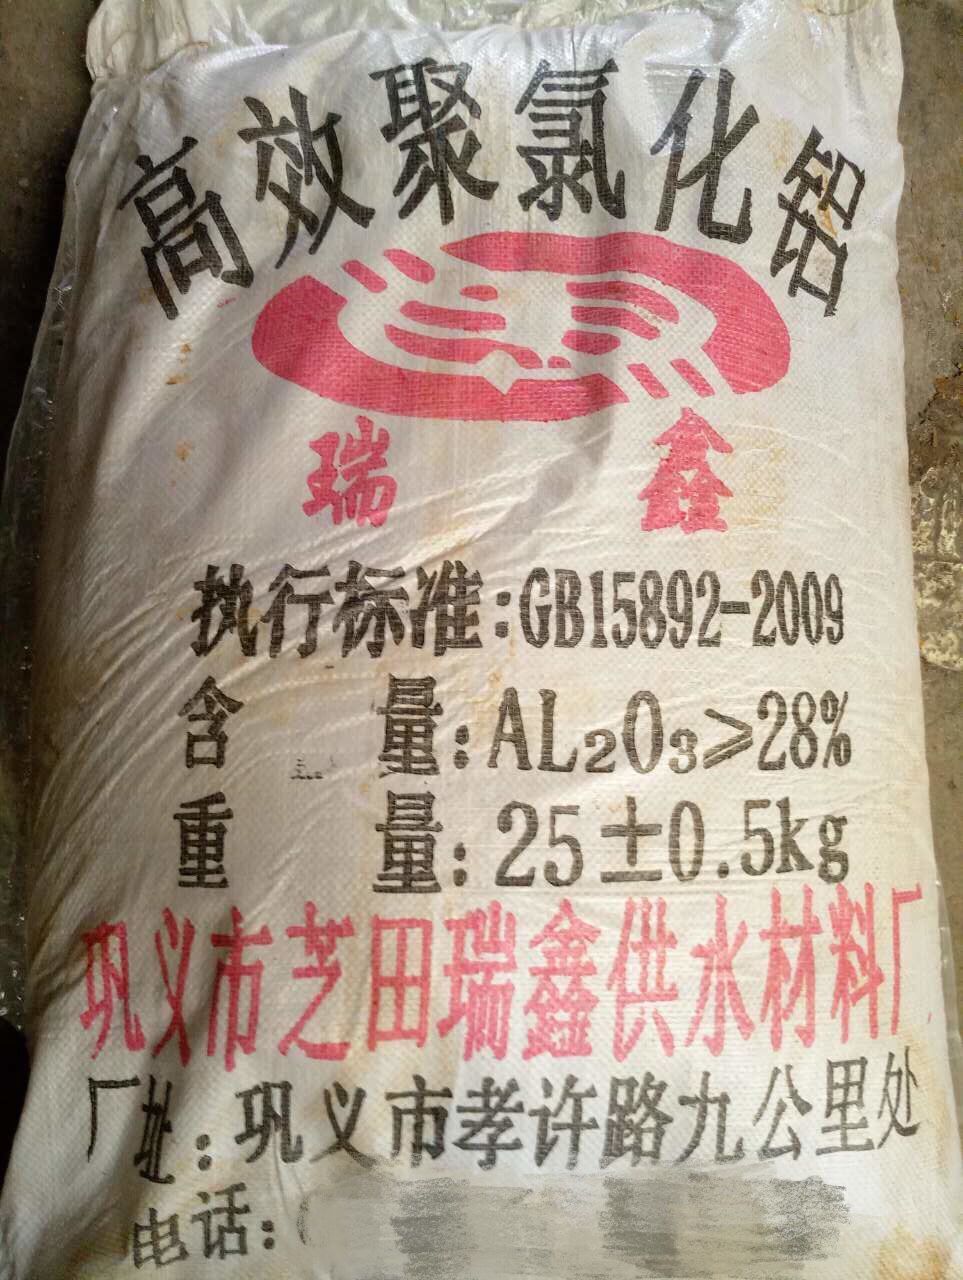 高效聚氯化铝
瑞鑫
执行标准:GB15892-2009
含量:AL₂O₃≥28%
重量:25±0.5kg
巩义市芝田瑞鑫供水材料厂
厂址:巩义市孝许路九公里处
电话: